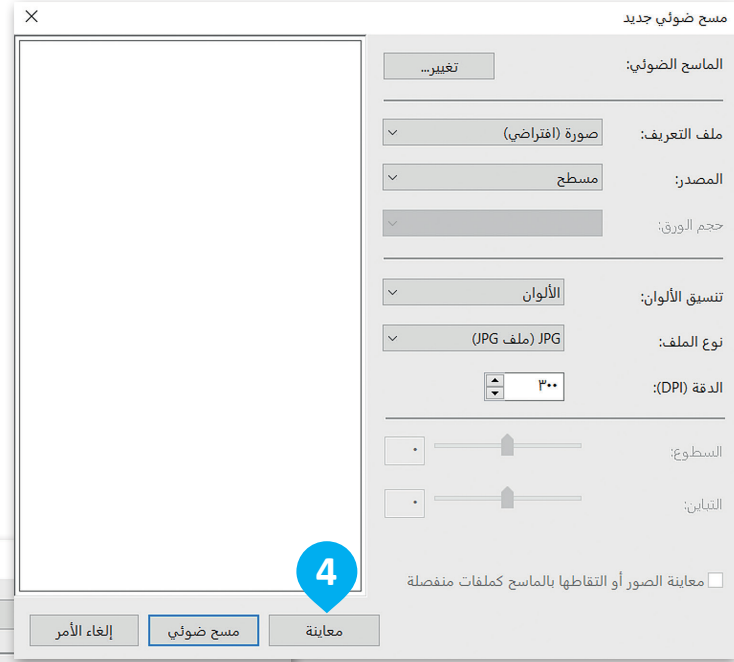 مسح ضوئي جديد
الماسح الضوئي:
تغيير...
ملف التعريف:
صورة (افتراضي)
المصدر:
مسطح
حجم الورق:
تنسيق الألوان:
الألوان
نوع الملف:
JPG (ملف JPG)
الدقة (DPI):
٣٠٠
السطوع:
٠
التباين:
٠
معاينة الصور أو التقاطها بالماسح كملفات منفصلة
4
معاينة
مسح ضوئي
إلغاء الأمر